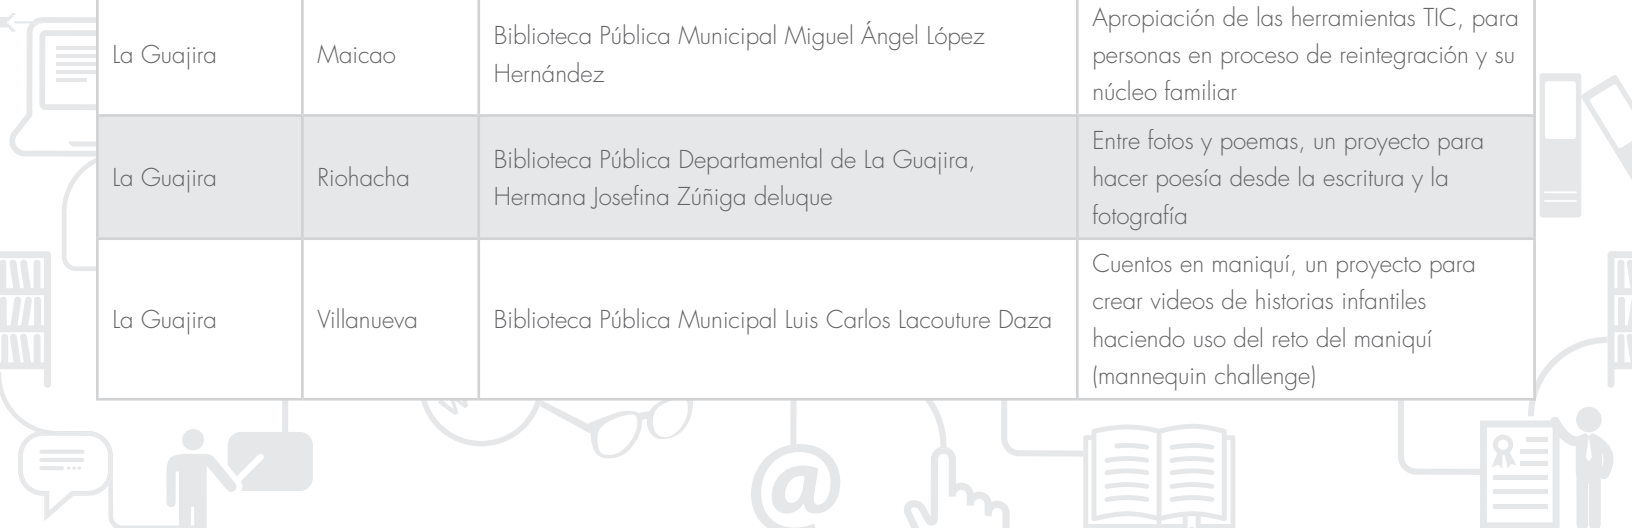 La Guajira
Maicao
Biblioteca Pública Municipal Miguel Ángel López
Hernández
Apropiación de las herramientas TIC, para
personas en proceso de reintegración y su
núcleo familiar
La Guajira
Riohacha
Biblioteca Pública Departamental de La Guajira,
Hermana Josefina Zúñiga deluque
Entre fotos y poemas, un proyecto para
hacer poesía desde la escritura y la
fotografía
La Guajira
Villanueva
Biblioteca Pública Municipal Luis Carlos Lacouture Daza
Cuentos en maniquí, un proyecto para
crear videos de historias infantiles
haciendo uso del reto del maniquí
(mannequin challenge)
W
@